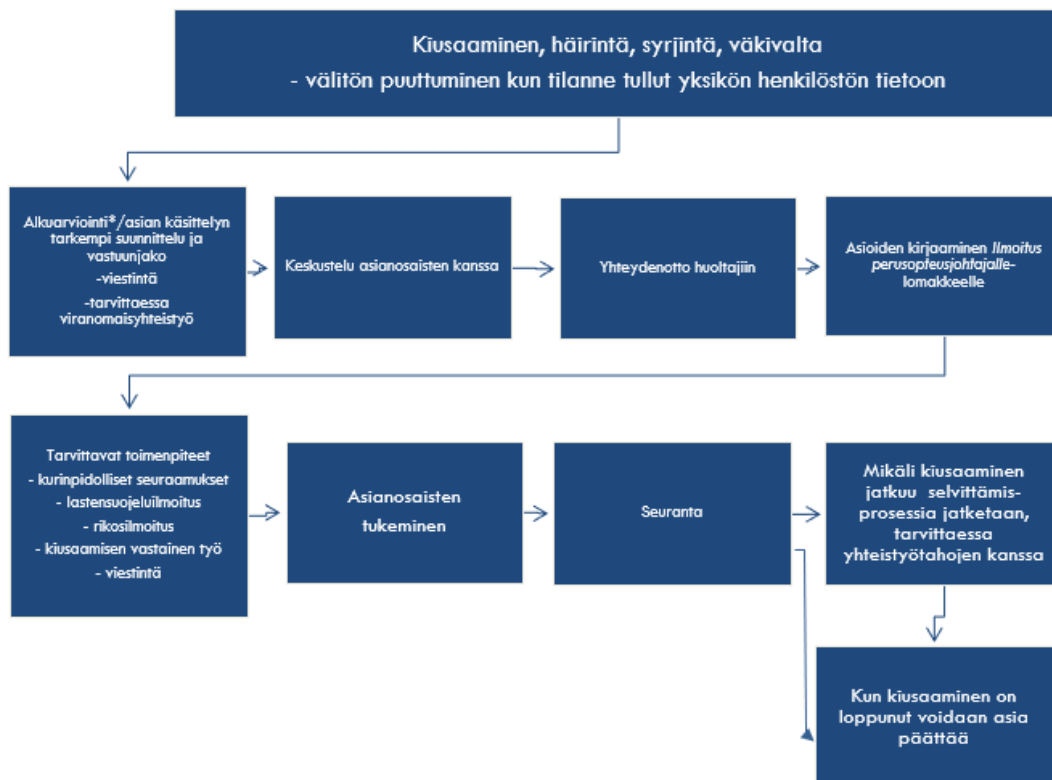 Kiusaaminen, häirintä, syrjintä, väkivalta
- välitön puuttuminen kun tilanne tullut yksikön henkilöstön tietoon
Alkuarviointi*/asian käsittelyn
tarkempi suunnittelu ja
vastuunjako
-viestintä
-tarvittaessa
viranomaisyhteistyö
Keskustelu asianosaisten kanssa
Yhteydenotto huoltajiin
Asioiden kirjaaminen Ilmoitus
perusopteusjohtajalle-
lomakkeelle
Tarvittavat toimenpiteet
- kurinpidolliset seuraamukset
- lastensuojeluilmoitus
- rikosilmoitus
- kiusaamisen vastainen työ
- viestintä
Asianosaisten
tukeminen
Seuranta
Mikäli kiusaaminen
jatkuu selvittämis-
prosessia jatketaan,
tarvittaessa
yhteistyötahojen kanssa
Kun kiusaaminen on
loppunut voidaan asia
päättää